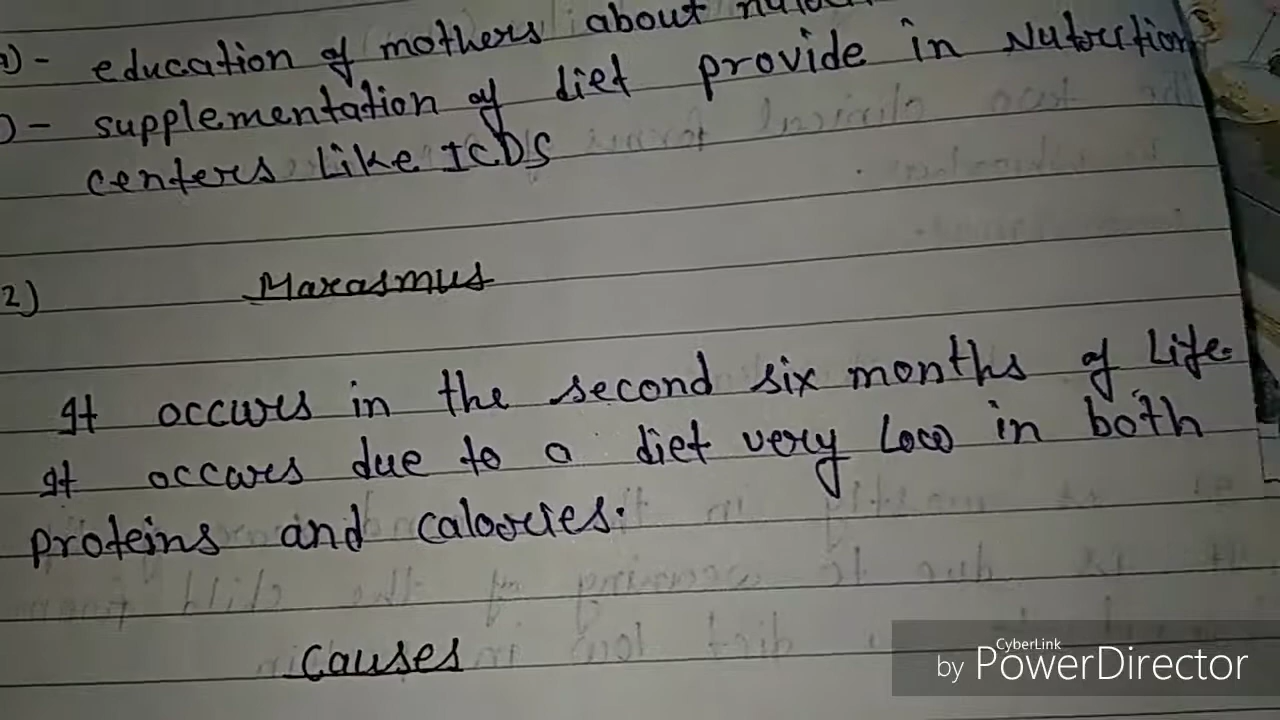 - education of mothers about
- supplementation of diet provide in Nutrition
centers like ICDS
2) Marasmus
It occurs in the second six months of Life.
It occures due to a diet very Low in both
proteins and calories.
Causes
CyberLink
by PowerDirector